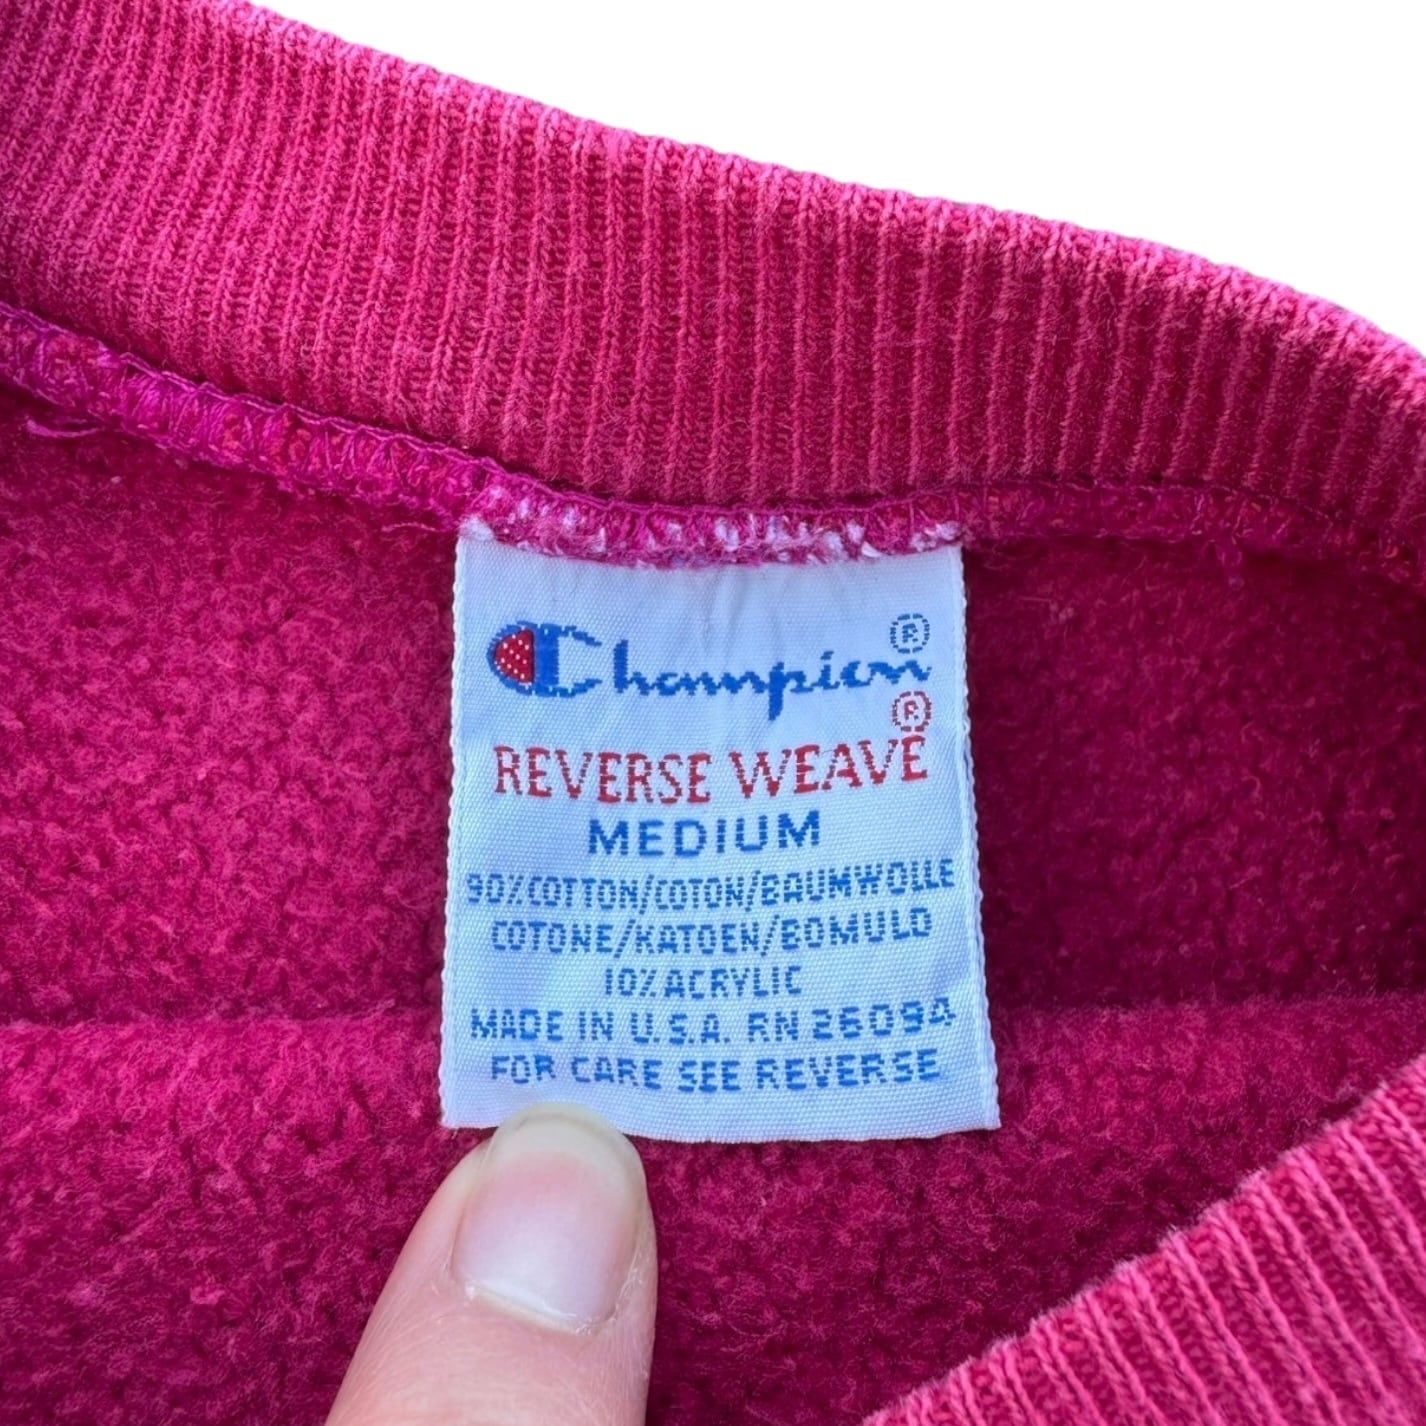 Champion®
REVERSE WEAVE®
MEDIUM
90% COTTON/COTON/BAUMWOLLE
COTONE/KATOEN/BOMULD
10% ACRYLIC
MADE IN U.S.A. RN 26094
FOR CARE SEE REVERSE